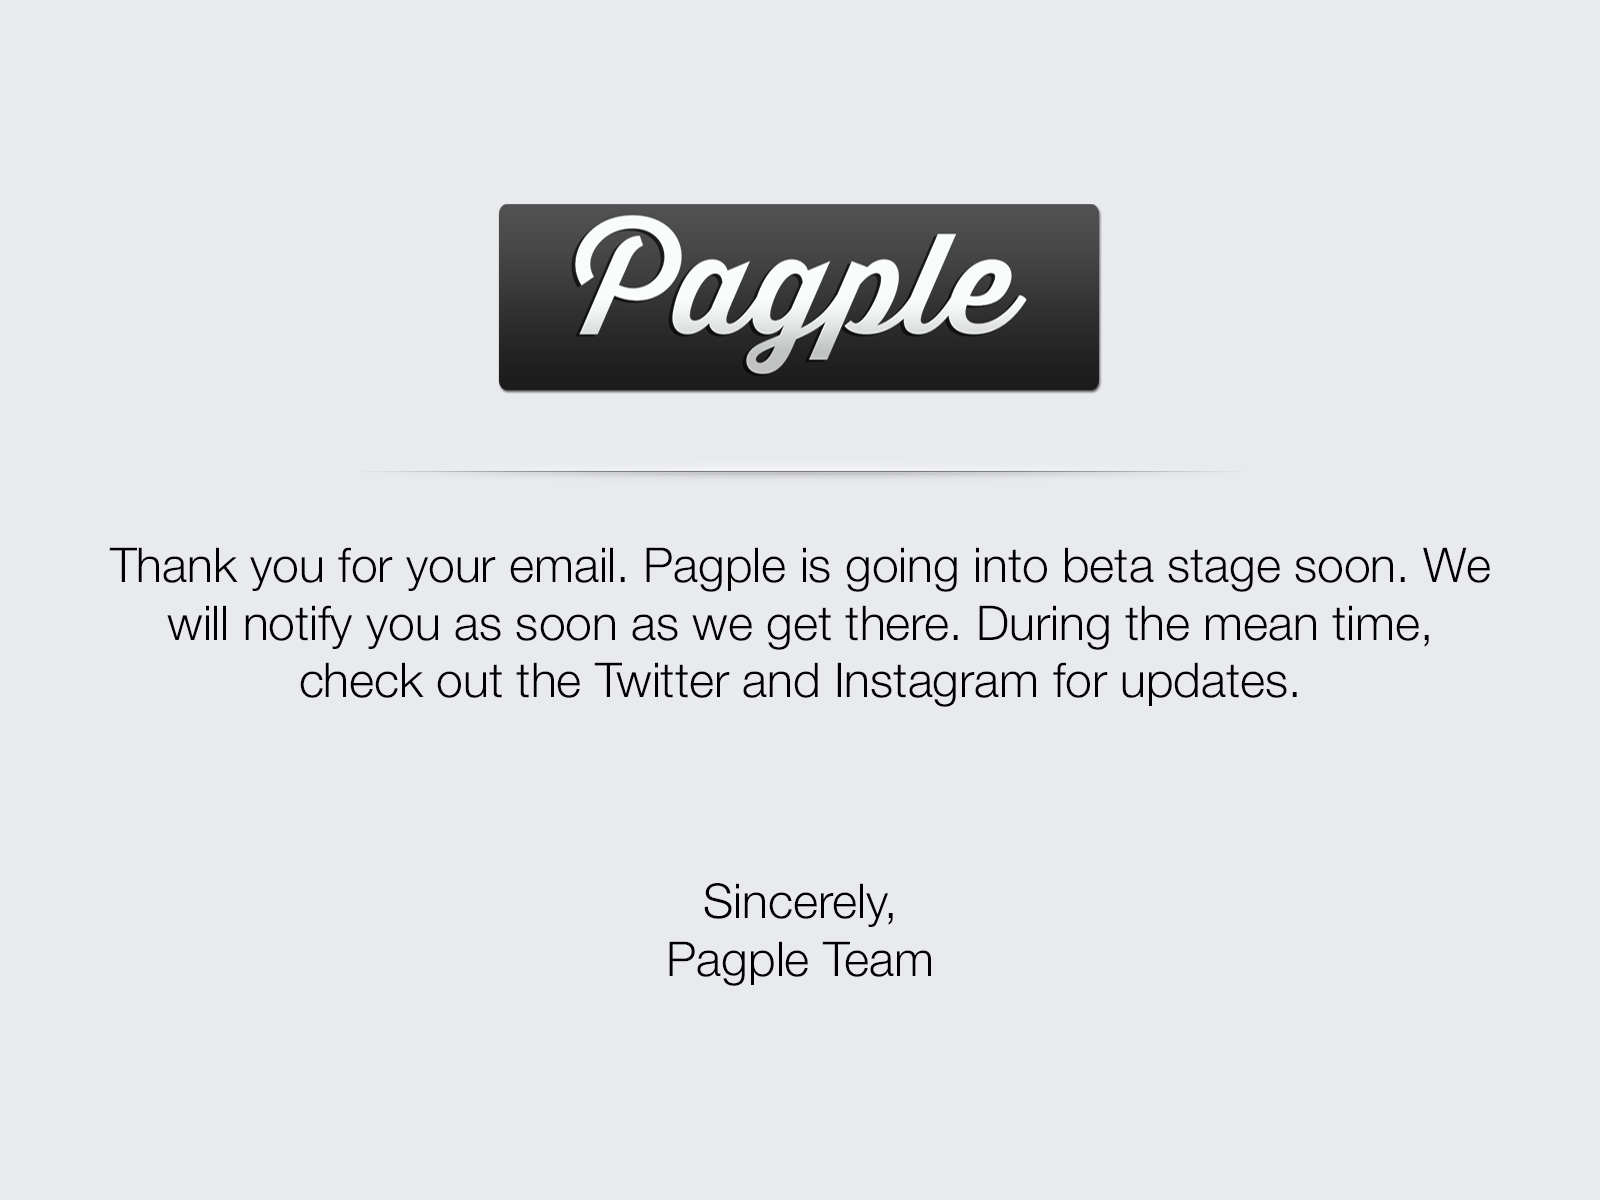 Pagple
Thank you for your email. Pagple is going into beta stage soon. We
will notify you as soon as we get there. During the mean time,
check out the Twitter and Instagram for updates.
Sincerely,
Pagple Team